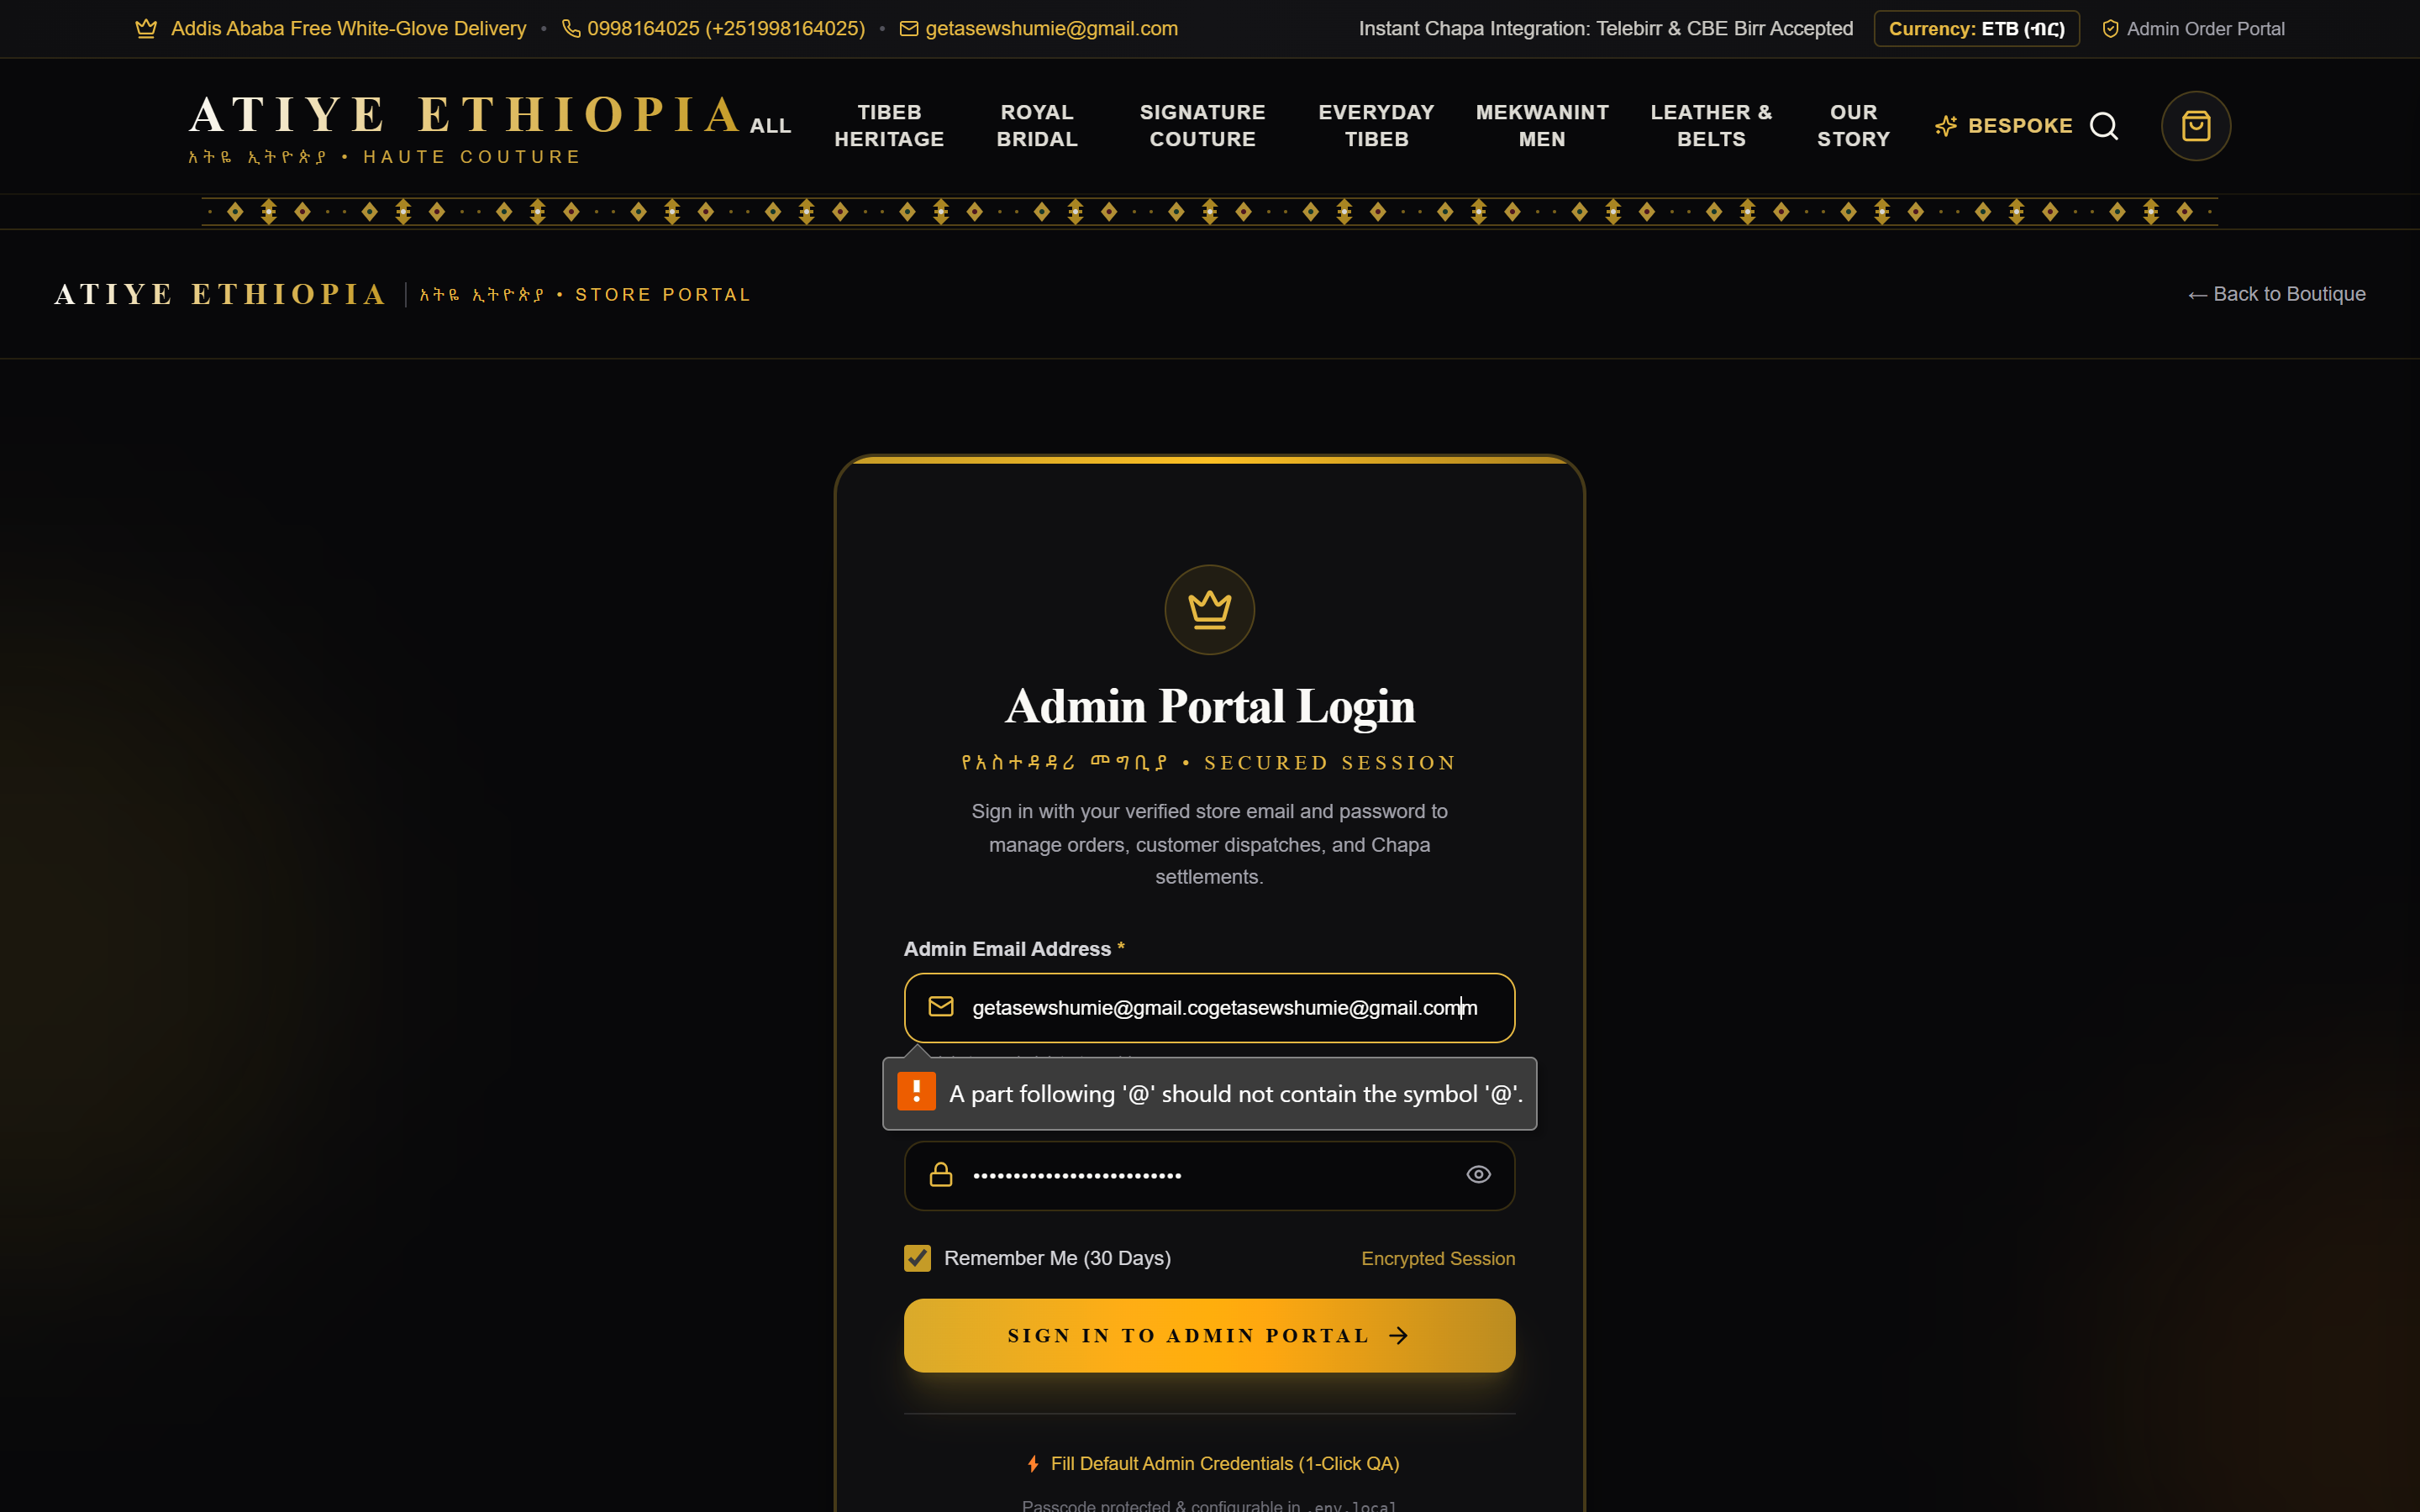 Addis Ababa Free White-Glove Delivery • 0998164025 (+251998164025) • getasewshumie@gmail.com
Instant Chapa Integration: Telebirr & CBE Birr Accepted
Currency: ETB (ብር)
Admin Order Portal
ATIYE ETHIOPIA
አትዬ ኢትዮጵያ • HAUTE COUTURE
ALL
TIBEB
HERITAGE
ROYAL
BRIDAL
SIGNATURE
COUTURE
EVERYDAY
TIBEB
MEKWANINT
MEN
LEATHER &
BELTS
OUR
STORY
BESPOKE
ATIYE ETHIOPIA
አትዬ ኢትዮጵያ • STORE PORTAL
← Back to Boutique
Admin Portal Login
የአስተዳዳሪ መግቢያ • SECURED SESSION
Sign in with your verified store email and password to
manage orders, customer dispatches, and Chapa
settlements.
Admin Email Address *
getasewshumie@gmail.cogetasewshumie@gmail.comm
A part following '@' should not contain the symbol '@'.
Remember Me (30 Days)
Encrypted Session
SIGN IN TO ADMIN PORTAL →
Fill Default Admin Credentials (1-Click QA)
Passcode protected & configurable in .env.local